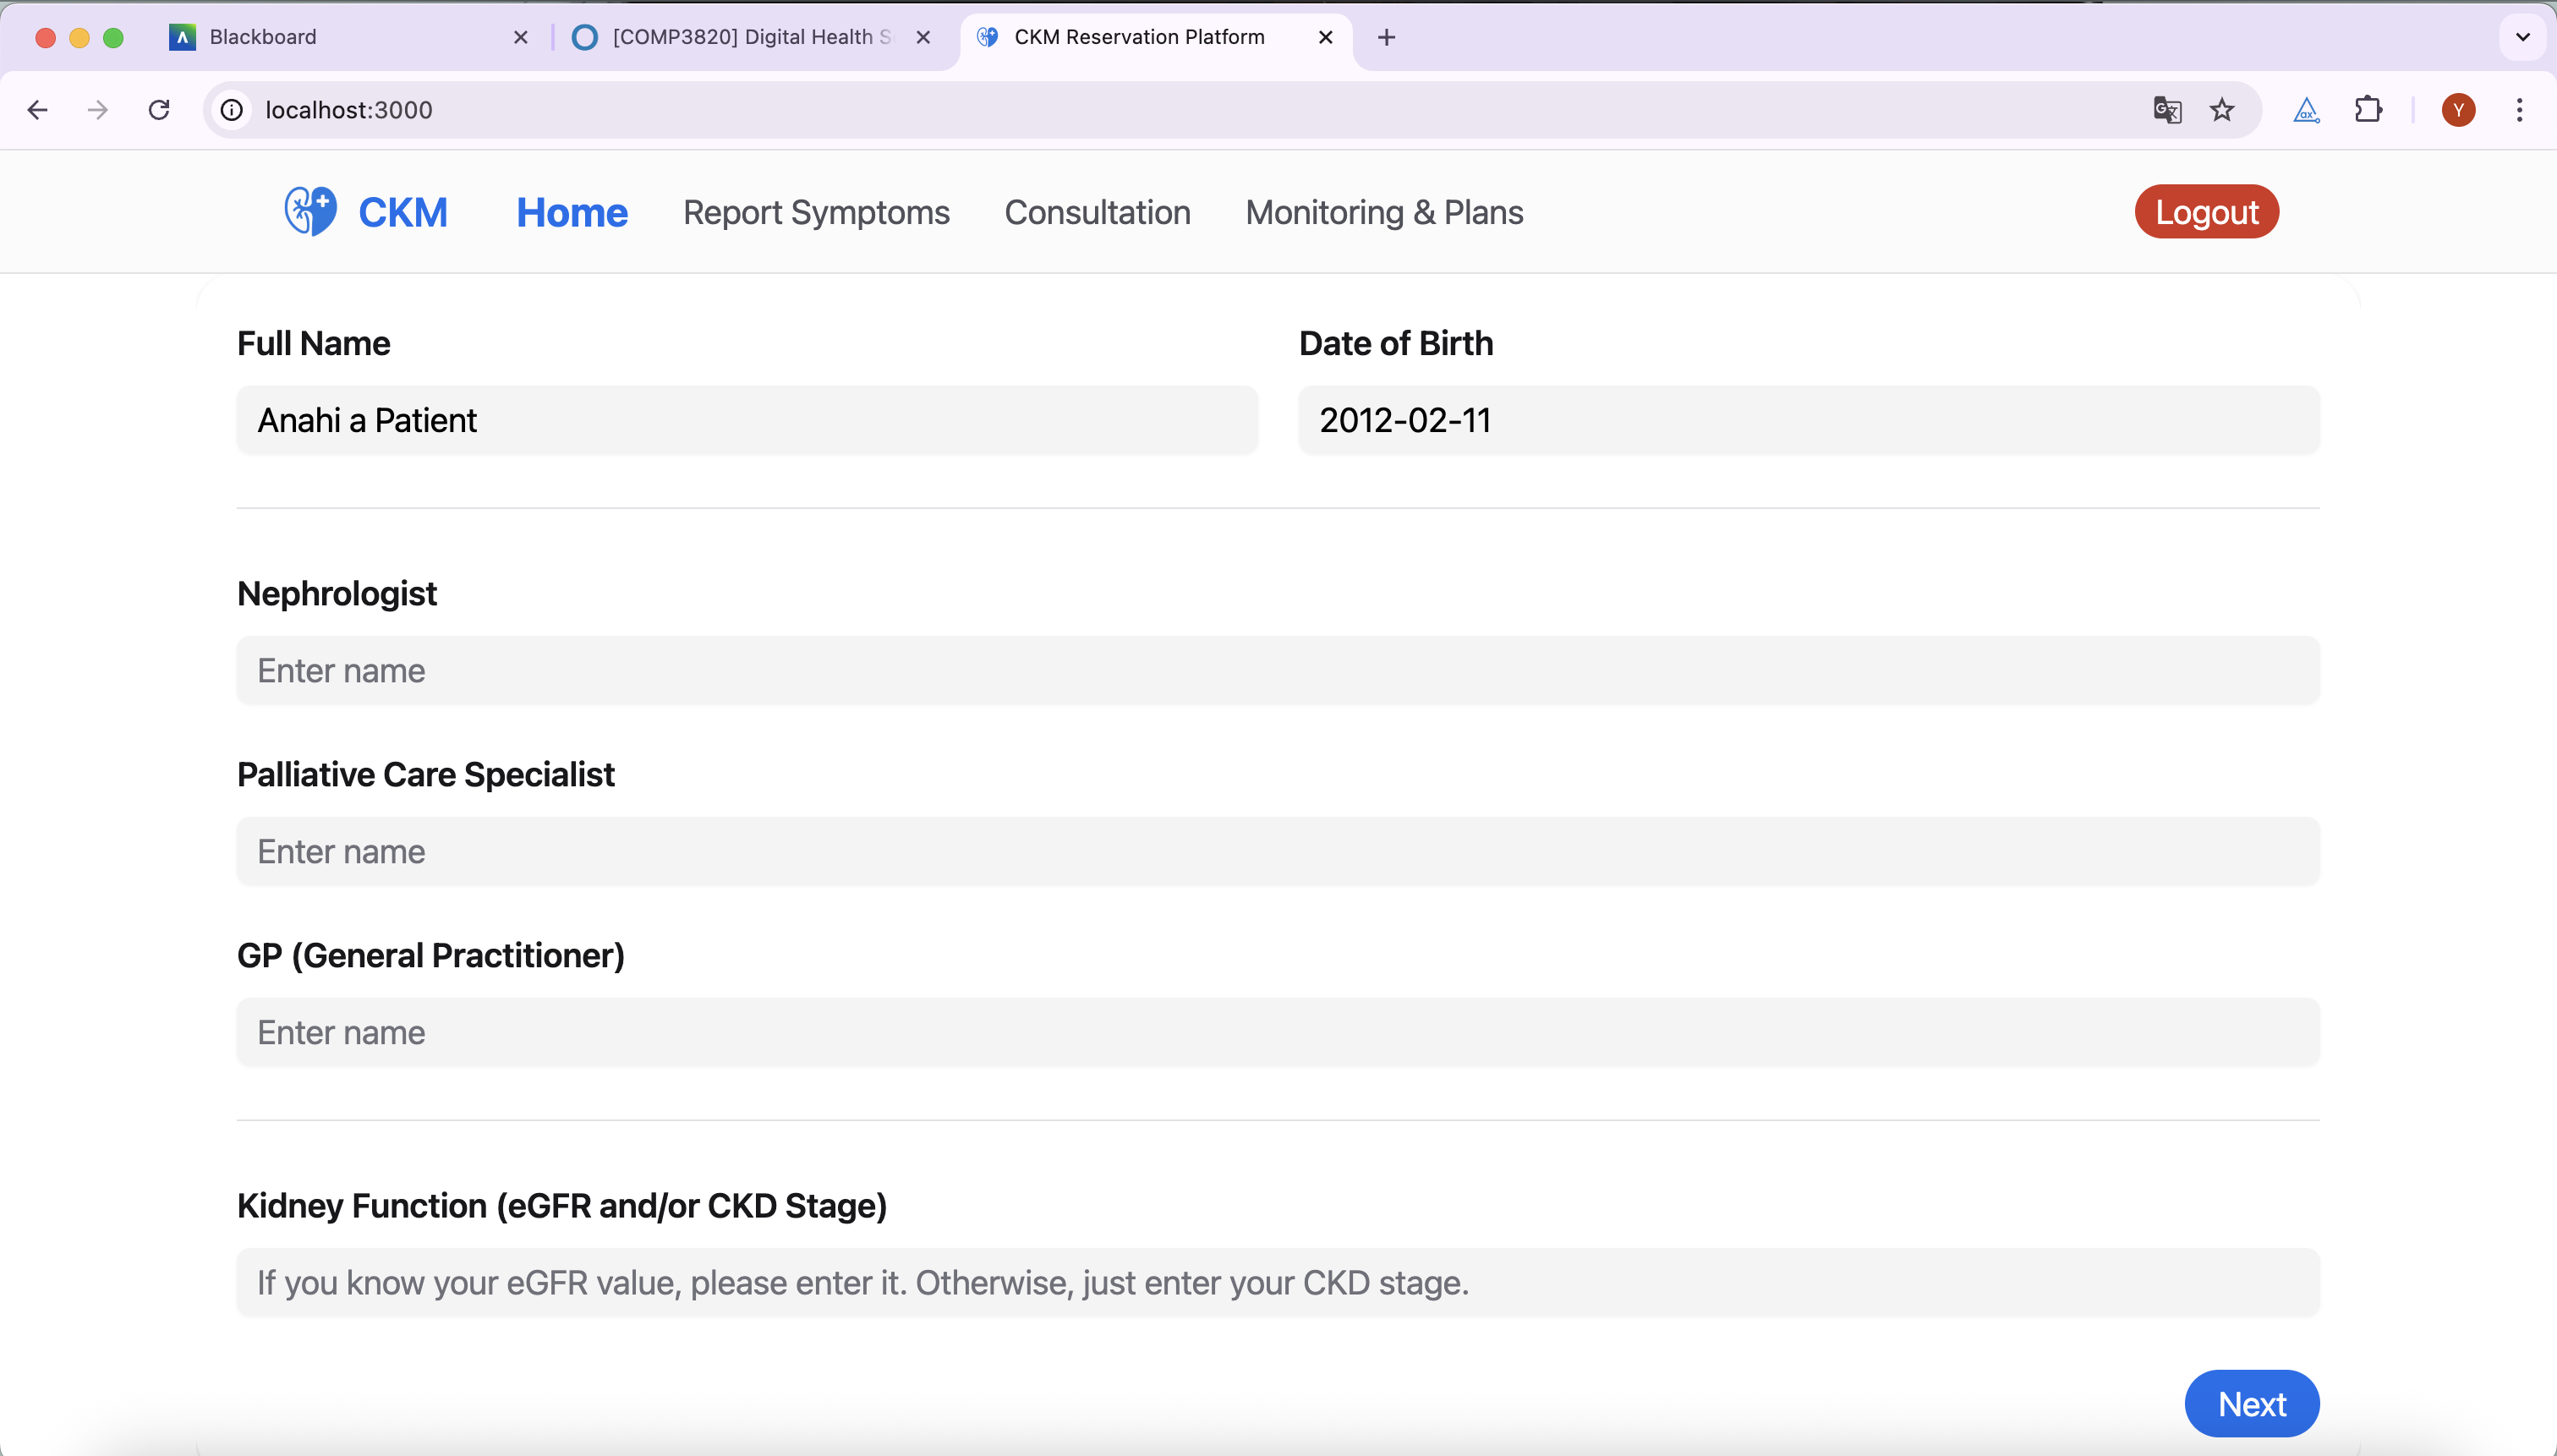 Blackboard
[COMP3820] Digital Health S
CKM Reservation Platform
localhost:3000
Y
CKM
Home
Report Symptoms
Consultation
Monitoring & Plans
Logout
Full Name
Date of Birth
Anahi a Patient
2012-02-11
Nephrologist
Enter name
Palliative Care Specialist
Enter name
GP (General Practitioner)
Enter name
Kidney Function (eGFR and/or CKD Stage)
If you know your eGFR value, please enter it. Otherwise, just enter your CKD stage.
Next